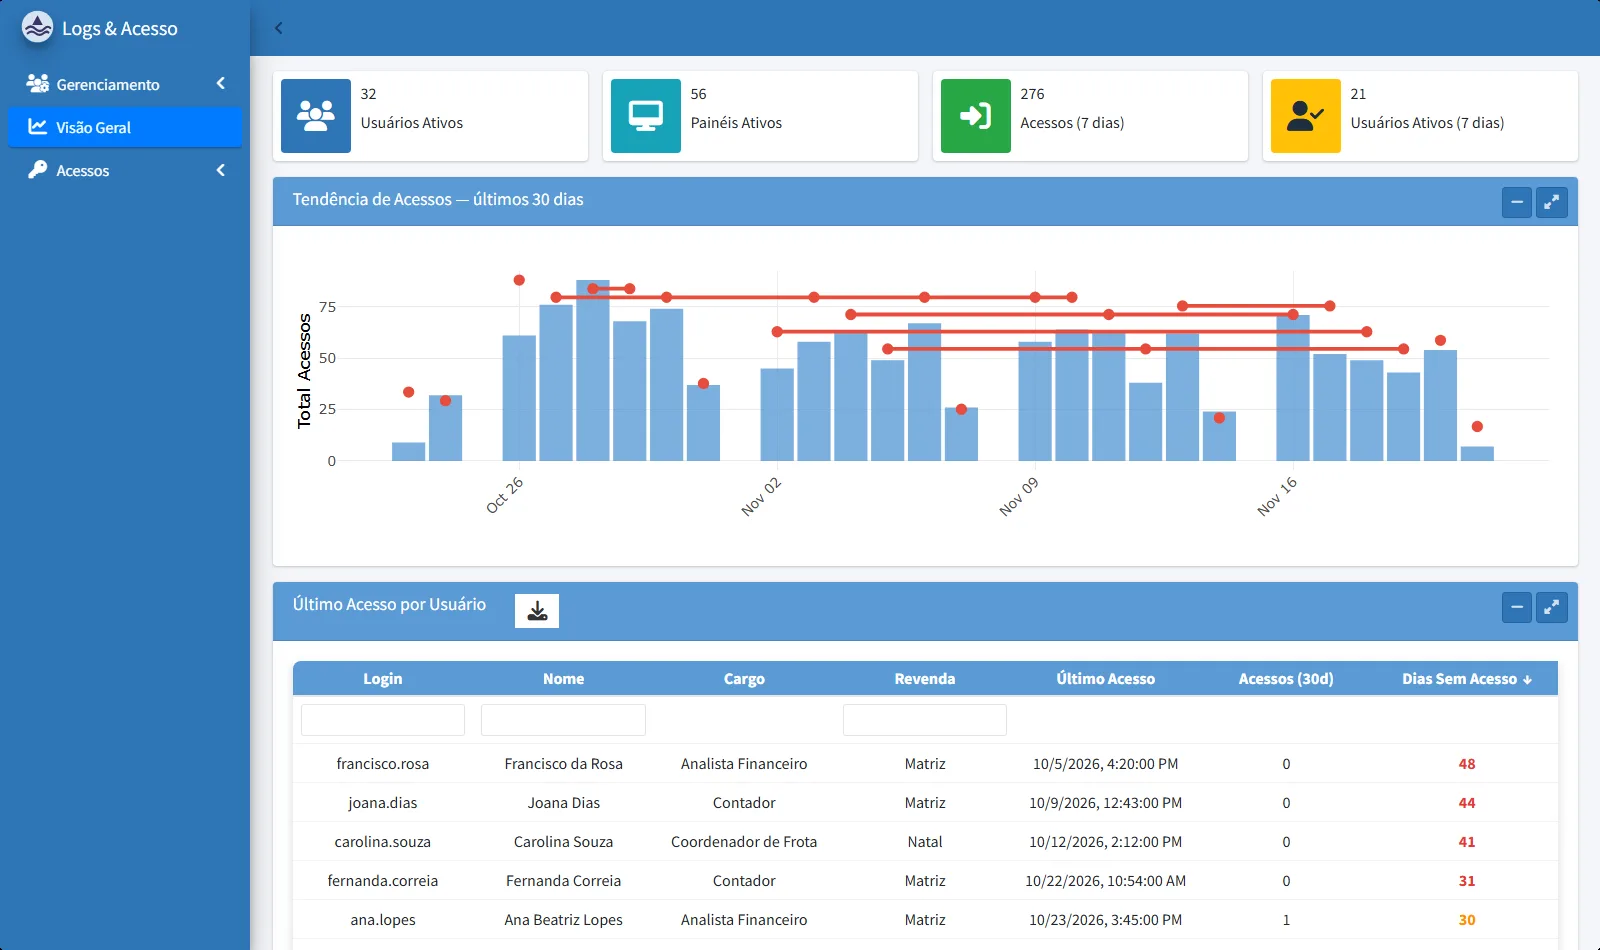 Logs & Acesso
Gerenciamento
Visão Geral
Acessos
32
Usuários Ativos
56
Painéis Ativos
276
Acessos (7 dias)
21
Usuários Ativos (7 dias)
Tendência de Acessos — últimos 30 dias
Total Acessos
75
50
25
0
Oct 26
Nov 02
Nov 09
Nov 16
Último Acesso por Usuário
Login Nome Cargo Revenda Último Acesso Acessos (30d) Dias Sem Acesso ↓
francisco.rosa Francisco da Rosa Analista Financeiro Matriz 10/5/2026, 4:20:00 PM 0 48
joana.dias Joana Dias Contador Matriz 10/9/2026, 12:43:00 PM 0 44
carolina.souza Carolina Souza Coordenador de Frota Natal 10/12/2026, 2:12:00 PM 0 41
fernanda.correia Fernanda Correia Contador Matriz 10/22/2026, 10:54:00 AM 0 31
ana.lopes Ana Beatriz Lopes Analista Financeiro Matriz 10/23/2026, 3:45:00 PM 1 30